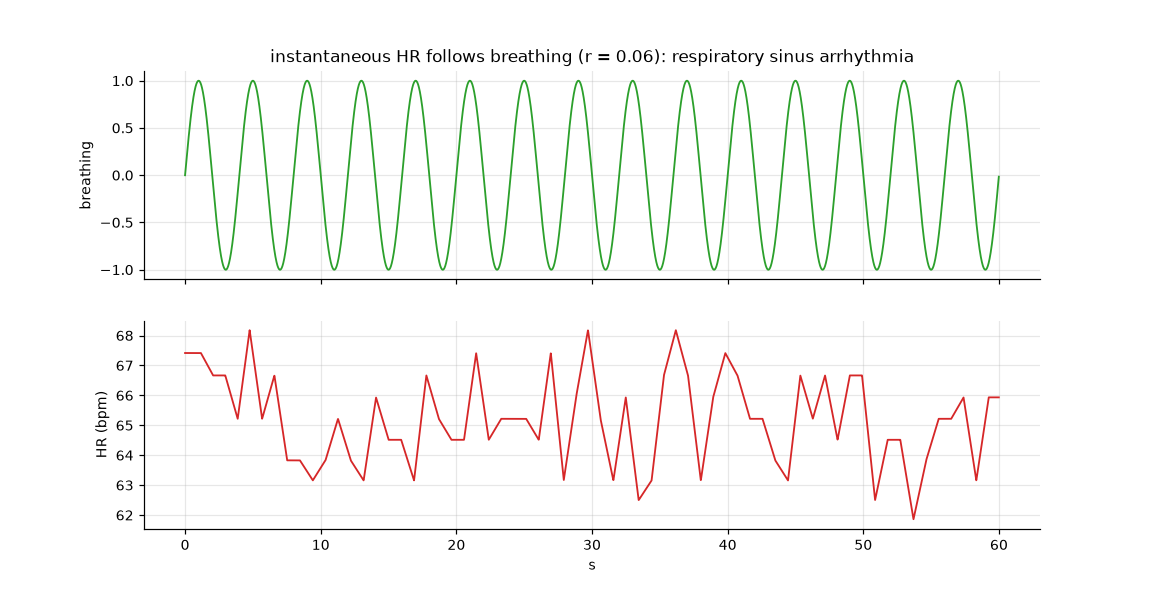 instantaneous HR follows breathing (r = 0.06): respiratory sinus arrhythmia
breathing
1.0
0.5
0.0
−0.5
−1.0
HR (bpm)
68
67
66
65
64
63
62
0 10 20 30 40 50 60
s